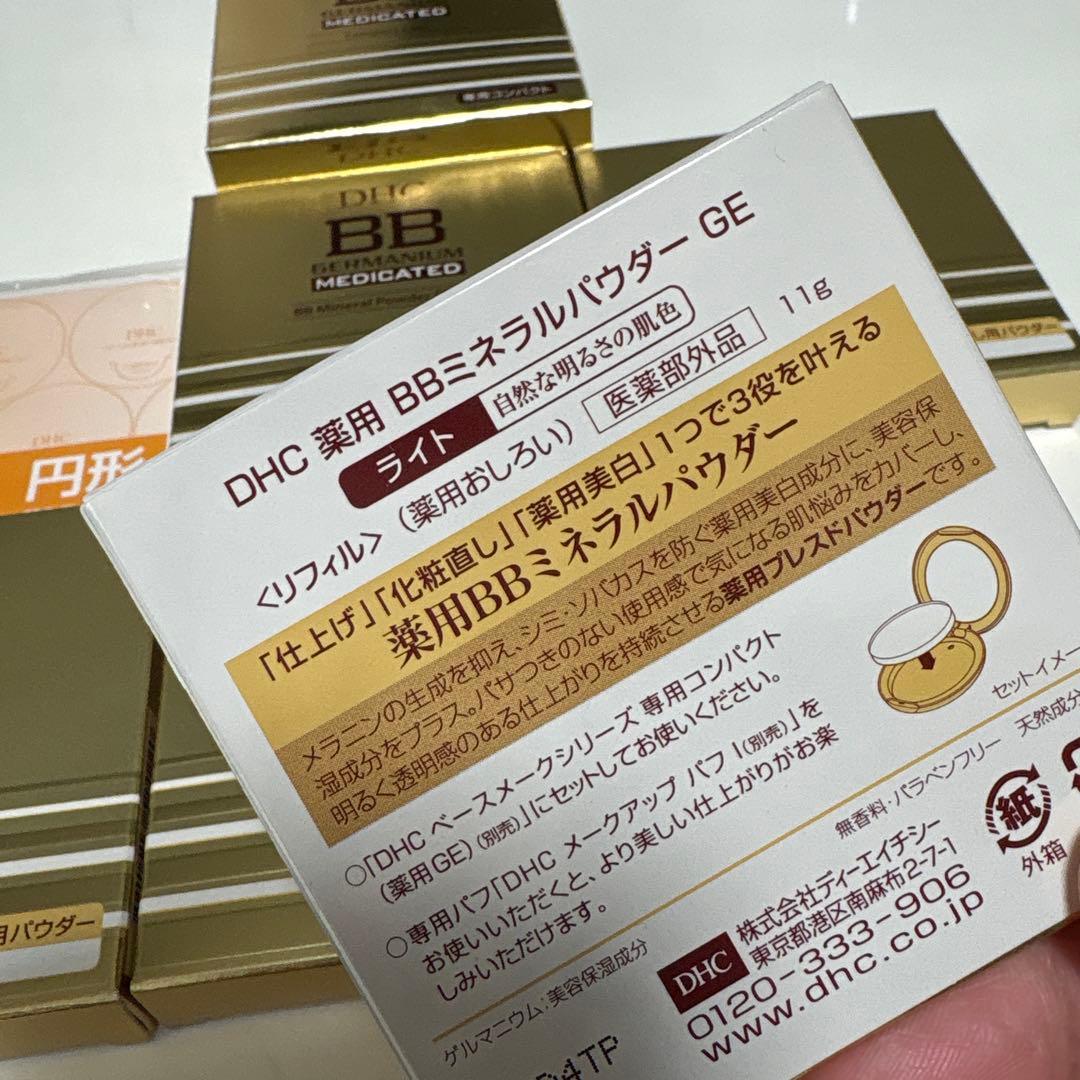 MEDICATED
専用コンパクト
DHC
BB
GERMANIUM
MEDICATED
BB Mineral Powder
し用パウダー
円形
用パウダー
DHC 薬用 BBミネラルパウダー GE
ライト 自然な明るさの肌色
〈リフィル〉(薬用おしろい) 医薬部外品 11g
「仕上げ」「化粧直し」「薬用美白」1つで3役を叶える
薬用BBミネラルパウダー
メラニンの生成を抑え、シミ・ソバカスを防ぐ薬用美白成分に、美容保
湿成分をプラス。パサつきのない使用感で気になる肌悩みをカバーし、
明るく透明感のある仕上がりを持続させる薬用プレストパウダーです。
○「DHC ベースメークシリーズ 専用コンパクト
(薬用GE)(別売)」にセットしてお使いください。
○専用パフ「DHC メークアップ パフ I(別売)」を
お使いいただくと、より美しい仕上がりがお楽
しみいただけます。
セットイメー
ゲルマニウム:美容保湿成分
無香料・パラベンフリー 天然成分
DHC
株式会社ディーエイチシー
東京都港区南麻布2-7-1
0120-333-906
www.dhc.co.jp
紙
外箱
4TP